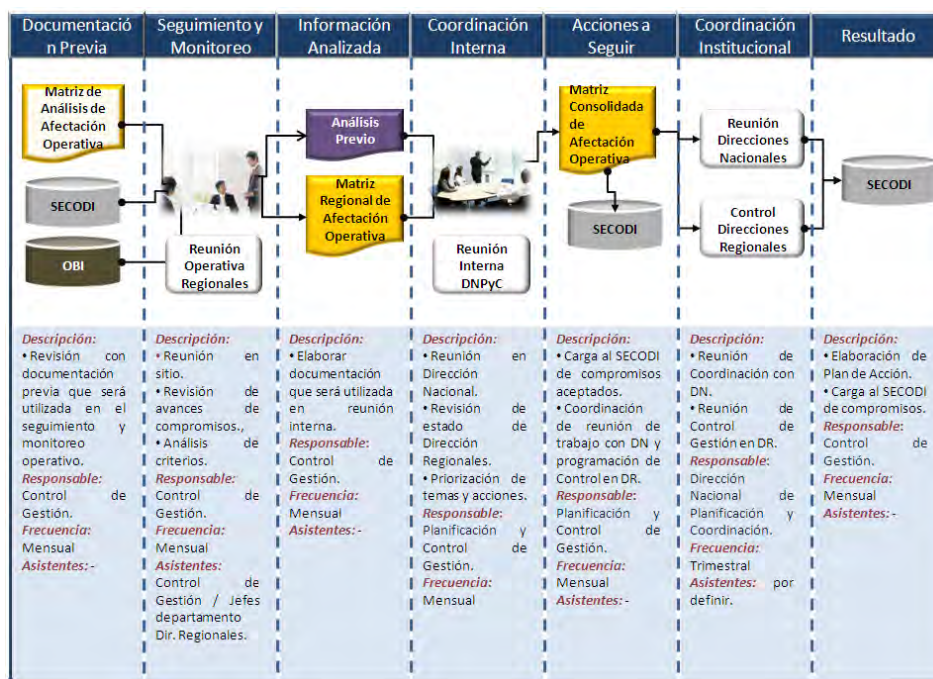 Documentació
n Previa
Seguimiento y
Monitoreo
Información
Analizada
Coordinación
Interna
Acciones a
Seguir
Coordinación
Institucional
Resultado
Matriz de
Análisis de
Afectación
Operativa
SECODI
OBI
Reunión
Operativa
Regionales
Análisis
Previo
Matriz
Regional de
Afectación
Operativa
Reunión
Interna
DNPyC
Matriz
Consolidada
de
Afectación
Operativa
SECODI
Reunión
Direcciones
Nacionales
Control
Direcciones
Regionales
SECODI
Descripción:
• Revisión con
documentación
previa que será
utilizada en el
seguimiento y
monitoreo
operativo.
Responsable:
Control de
Gestión.
Frecuencia:
Mensual
Asistentes: -
Descripción:
• Reunión en
sitio.
• Revisión de
avances de
compromisos.,
• Análisis de
criterios.
Responsable:
Control de
Gestión.
Frecuencia:
Mensual
Asistentes:
Control de
Gestión / Jefes
departamento
Dir. Regionales.
Descripción:
• Elaborar
documentación
que será utilizada
en reunión
interna.
Responsable:
Control de
Gestión.
Frecuencia:
Mensual
Asistentes: -
Descripción:
• Reunión en
Dirección
Nacional.
• Revisión de
estado de
Dirección
Regionales.
• Priorización de
temas y acciones.
Responsable:
Planificación y
Control de
Gestión.
Frecuencia:
Mensual
Descripción:
• Carga al SECODI
de compromisos
aceptados.
• Coordinación
de reunión de
trabajo con DN y
programación de
Control en DR.
Responsable:
Planificación y
Control de
Gestión.
Frecuencia:
Mensual
Asistentes: -
Descripción:
• Reunión de
Coordinación con
DN.
• Reunión de
Control de
Gestión en DR.
Responsable:
Dirección
Nacional de
Planificación y
Coordinación.
Frecuencia:
Trimestral
Asistentes: por
definir.
Descripción:
• Elaboración de
Plan de Acción.
• Carga al SECODI
de compromisos.
Responsable:
Control de
Gestión.
Frecuencia:
Mensual
Asistentes: -